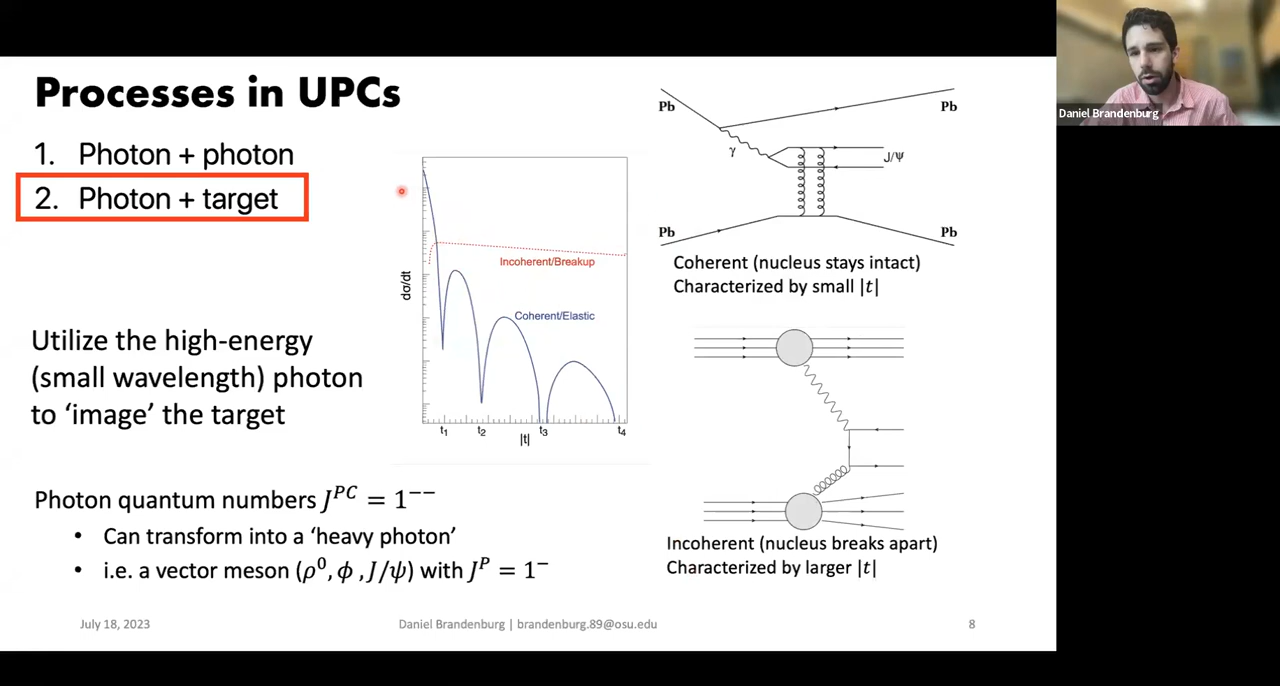 Processes in UPCs
1. Photon + photon
2. Photon + target
Utilize the high-energy
(small wavelength) photon
to ‘image’ the target
Photon quantum numbers J^{PC} = 1^{−−}
• Can transform into a ‘heavy photon’
• i.e. a vector meson (ρ^0, ϕ , J/ψ) with J^P = 1^−
dσ/dt
Incoherent/Breakup
Coherent/Elastic
t₁ t₂ t₃ t₄
|t|
Pb Pb
γ J/Ψ
Pb Pb
Coherent (nucleus stays intact)
Characterized by small |t|
Incoherent (nucleus breaks apart)
Characterized by larger |t|
July 18, 2023 Daniel Brandenburg | brandenburg.89@osu.edu 8
Daniel Brandenburg